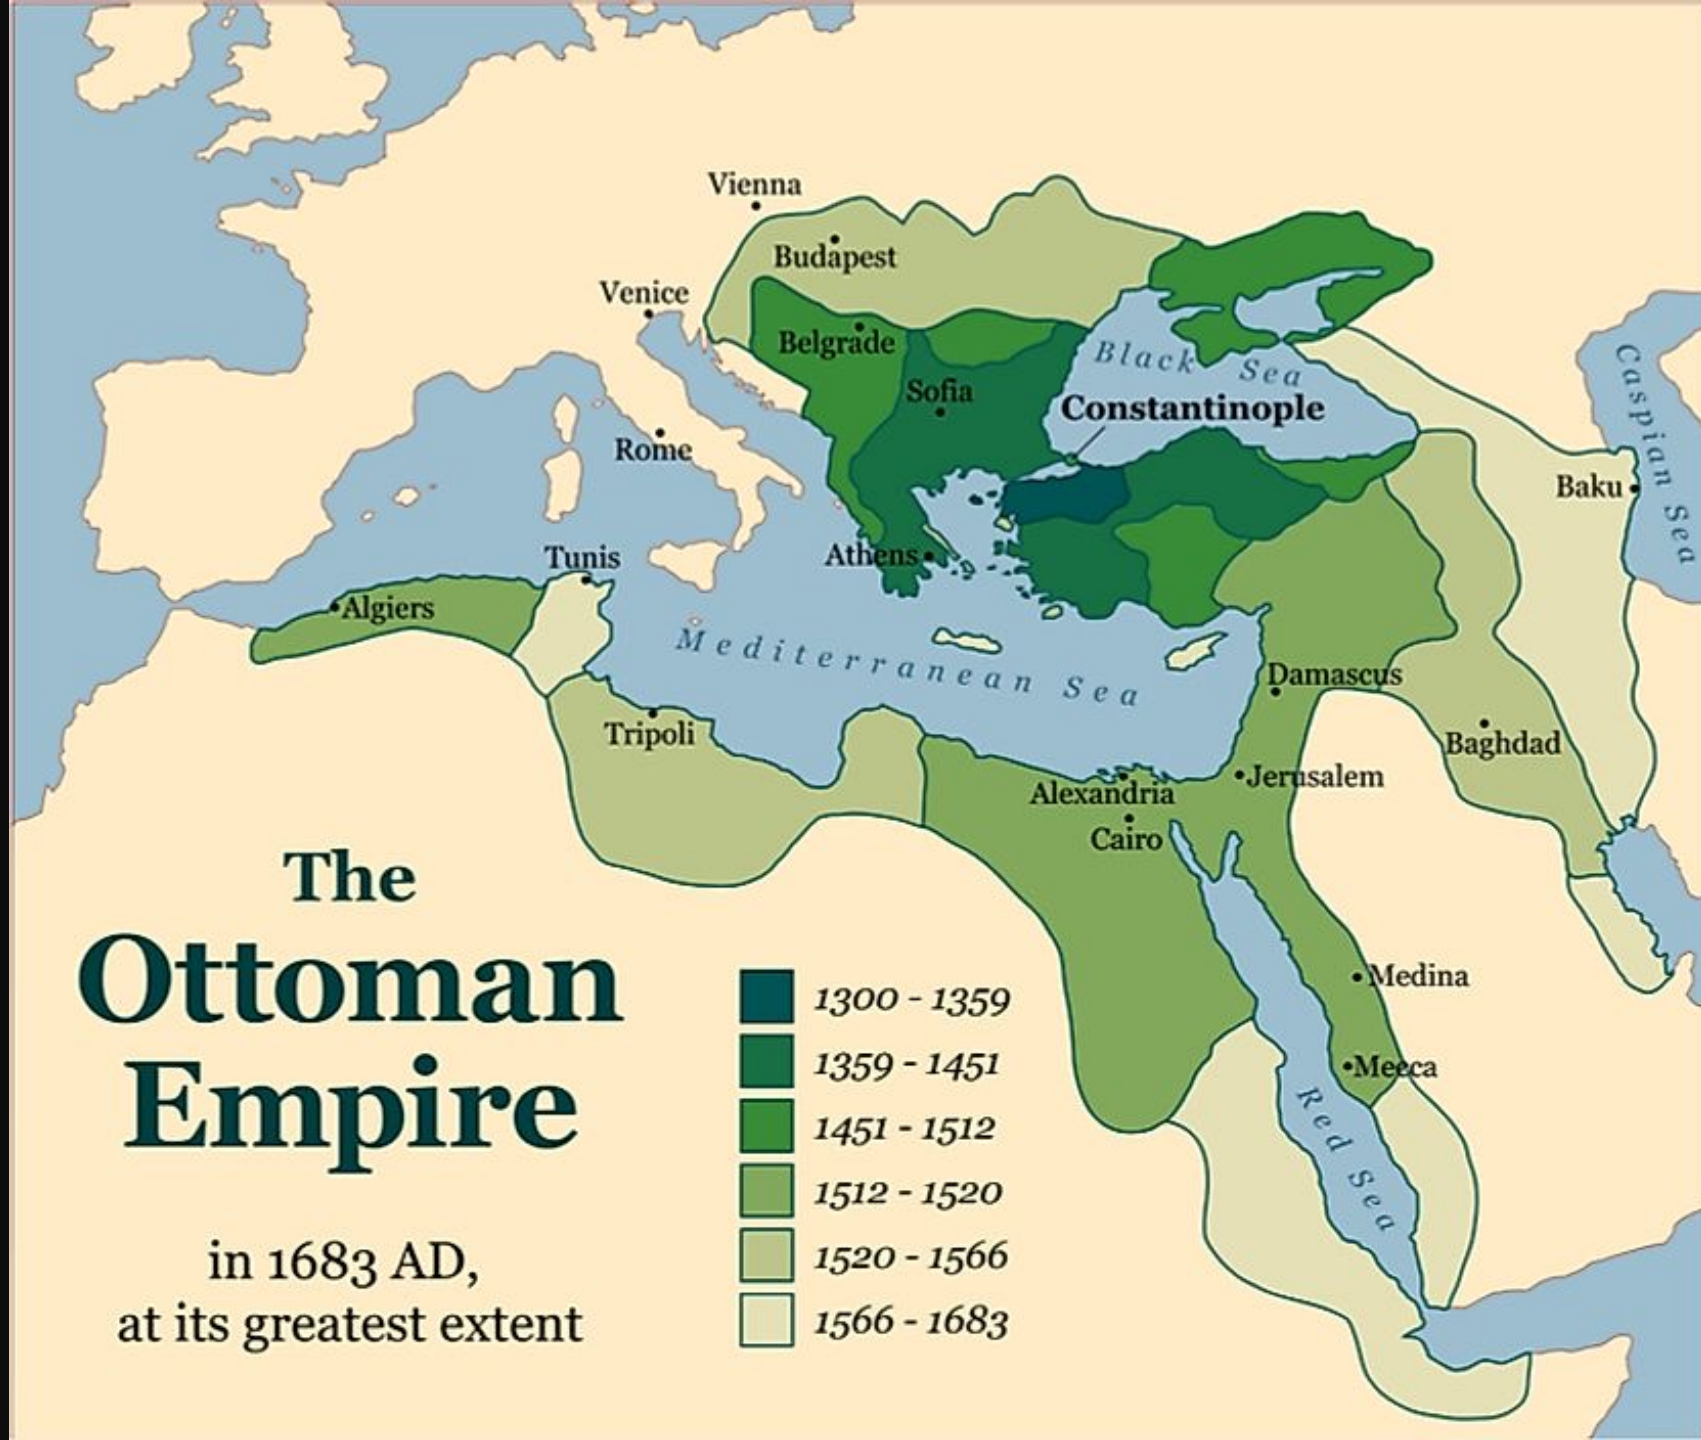 Vienna
Budapest
Venice
Belgrade
Black Sea
Caspian Sea
Sofia
Constantinople
Rome
Baku
Athens
Tunis
Algiers
Mediterranean Sea
Damascus
Tripoli
Baghdad
Jerusalem
Alexandria
Cairo
Medina
Mecca
Red Sea
The
Ottoman
Empire
in 1683 AD,
at its greatest extent
1300 - 1359
1359 - 1451
1451 - 1512
1512 - 1520
1520 - 1566
1566 - 1683